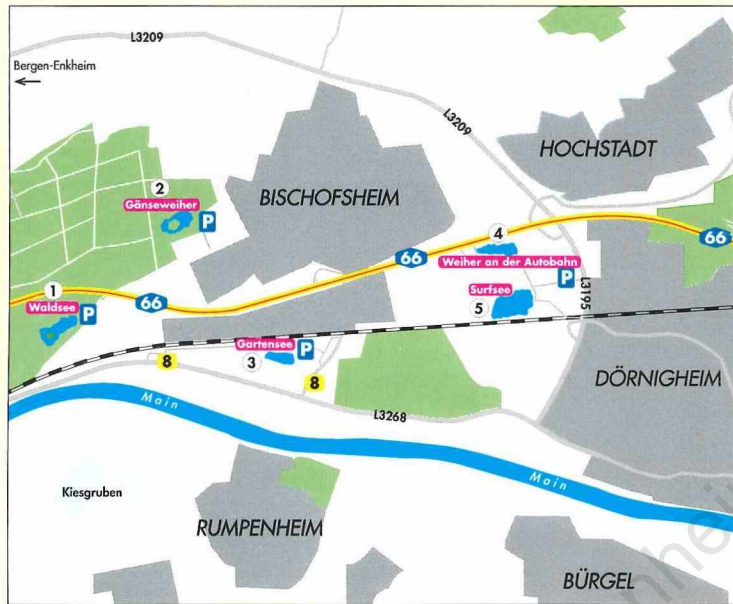 L3209
Bergen-Enkheim
L3209
HOCHSTADT
2
Gänseweiher
P
BISCHOFSHEIM
4
66
66
Weiher an der Autobahn
P
1
Waldsee
P
66
Surfsee
5
L3195
Gartensee
P
3
8
8
DÖRNIGHEIM
L3268
Main
Main
Kiesgruben
RUMPENHEIM
BÜRGEL